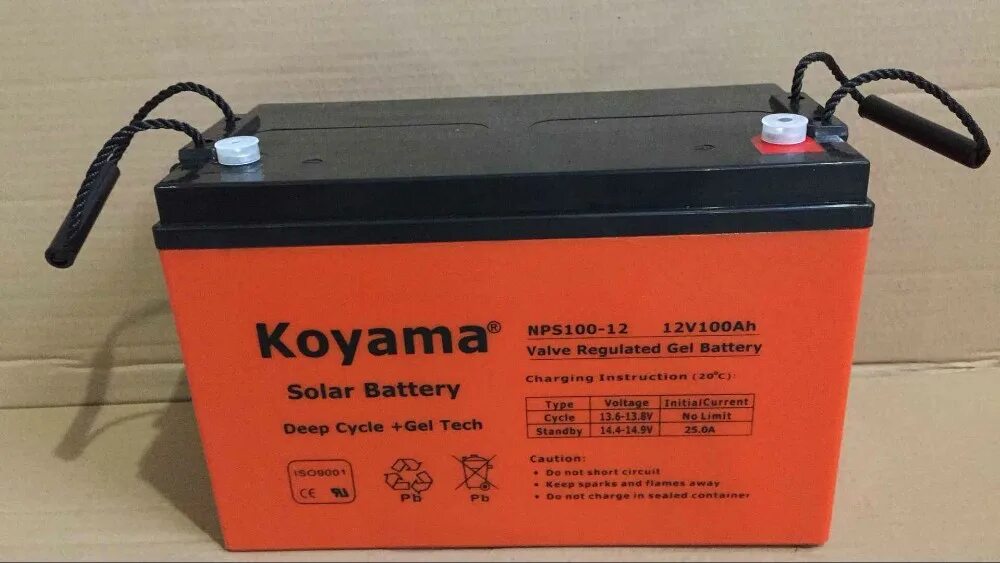 Koyama®
Solar Battery
Deep Cycle +Gel Tech
ISO9001
CE UR
Pb
Pb
NPS100-12 12V100Ah
Valve Regulated Gel Battery
Charging Instruction (20℃):
Type Voltage InitialCurrent
Cycle 13.6-13.8V No Limit
Standby 14.4-14.9V 25.0A
Caution:
• Do not short circuit
• Keep sparks and flames away
• Do not charge in sealed container